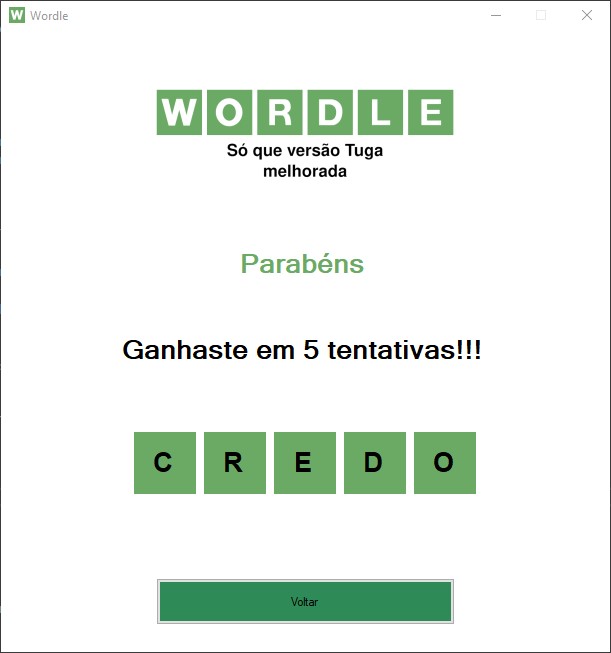 W Wordle
WORDLE
Só que versão Tuga
melhorada
Parabéns
Ganhaste em 5 tentativas!!!
C R E D O
Voltar